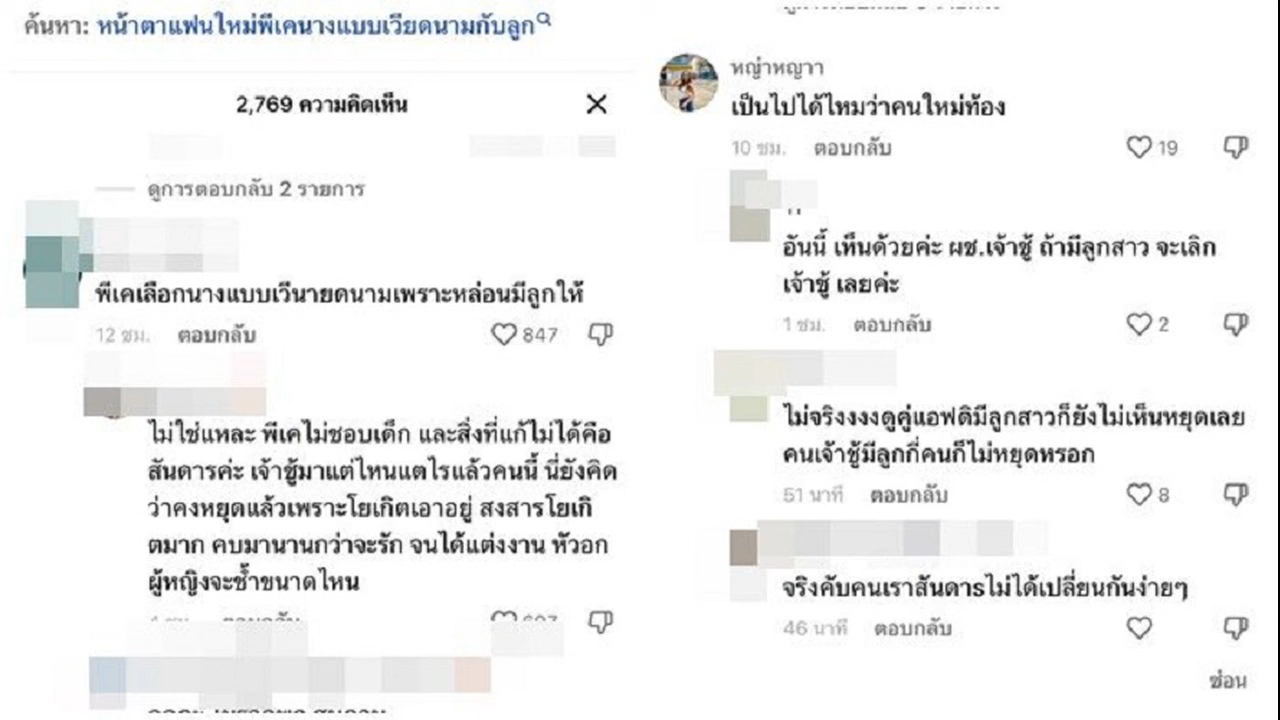 ค้นหา: หน้าตาแฟนใหม่พีเคนางแบบเวียดนามกับลูก
2,769 ความคิดเห็น
ดูการตอบกลับ 2 รายการ
พีเคเลือกนางแบบเวีนายดนามเพราะหล่อนมีลูกให้
12 ชม. ตอบกลับ 847
ไม่ใช่แหละ พีเคไม่ชอบเด็ก และสิ่งที่แก้ไม่ได้คือ
สันดารค่ะ เจ้าชู้มาแต่ไหนแตไรแล้วคนนี้ นี่ยังคิด
ว่าคงหยุดแล้วเพราะโยเกิตเอาอยู่ สงสารโยเกิ
ตมาก คบมานานกว่าจะรัก จนได้แต่งงาน หัวอก
ผู้หญิงจะช้ำขนาดไหน
ตอบกลับ
หญ่าหญาา
เป็นไปได้ไหมว่าคนใหม่ท้อง
10 ชม. ตอบกลับ 19
อันนี้ เห็นด้วยค่ะ ผช.เจ้าชู้ ถ้ามีลูกสาว จะเลิก
เจ้าชู้ เลยค่ะ
1 ชม. ตอบกลับ 2
ไม่จริงงงงดูคู่แอฟดิมีลูกสาวก็ยังไม่เห็นหยุดเลย
คนเจ้าชู้มีลูกกี่คนก็ไม่หยุดหรอก
51 นาที ตอบกลับ 8
จริงคับคนเราสันดารไม่ได้เปลี่ยนกันง่ายๆ
46 นาที ตอบกลับ
ซ่อน